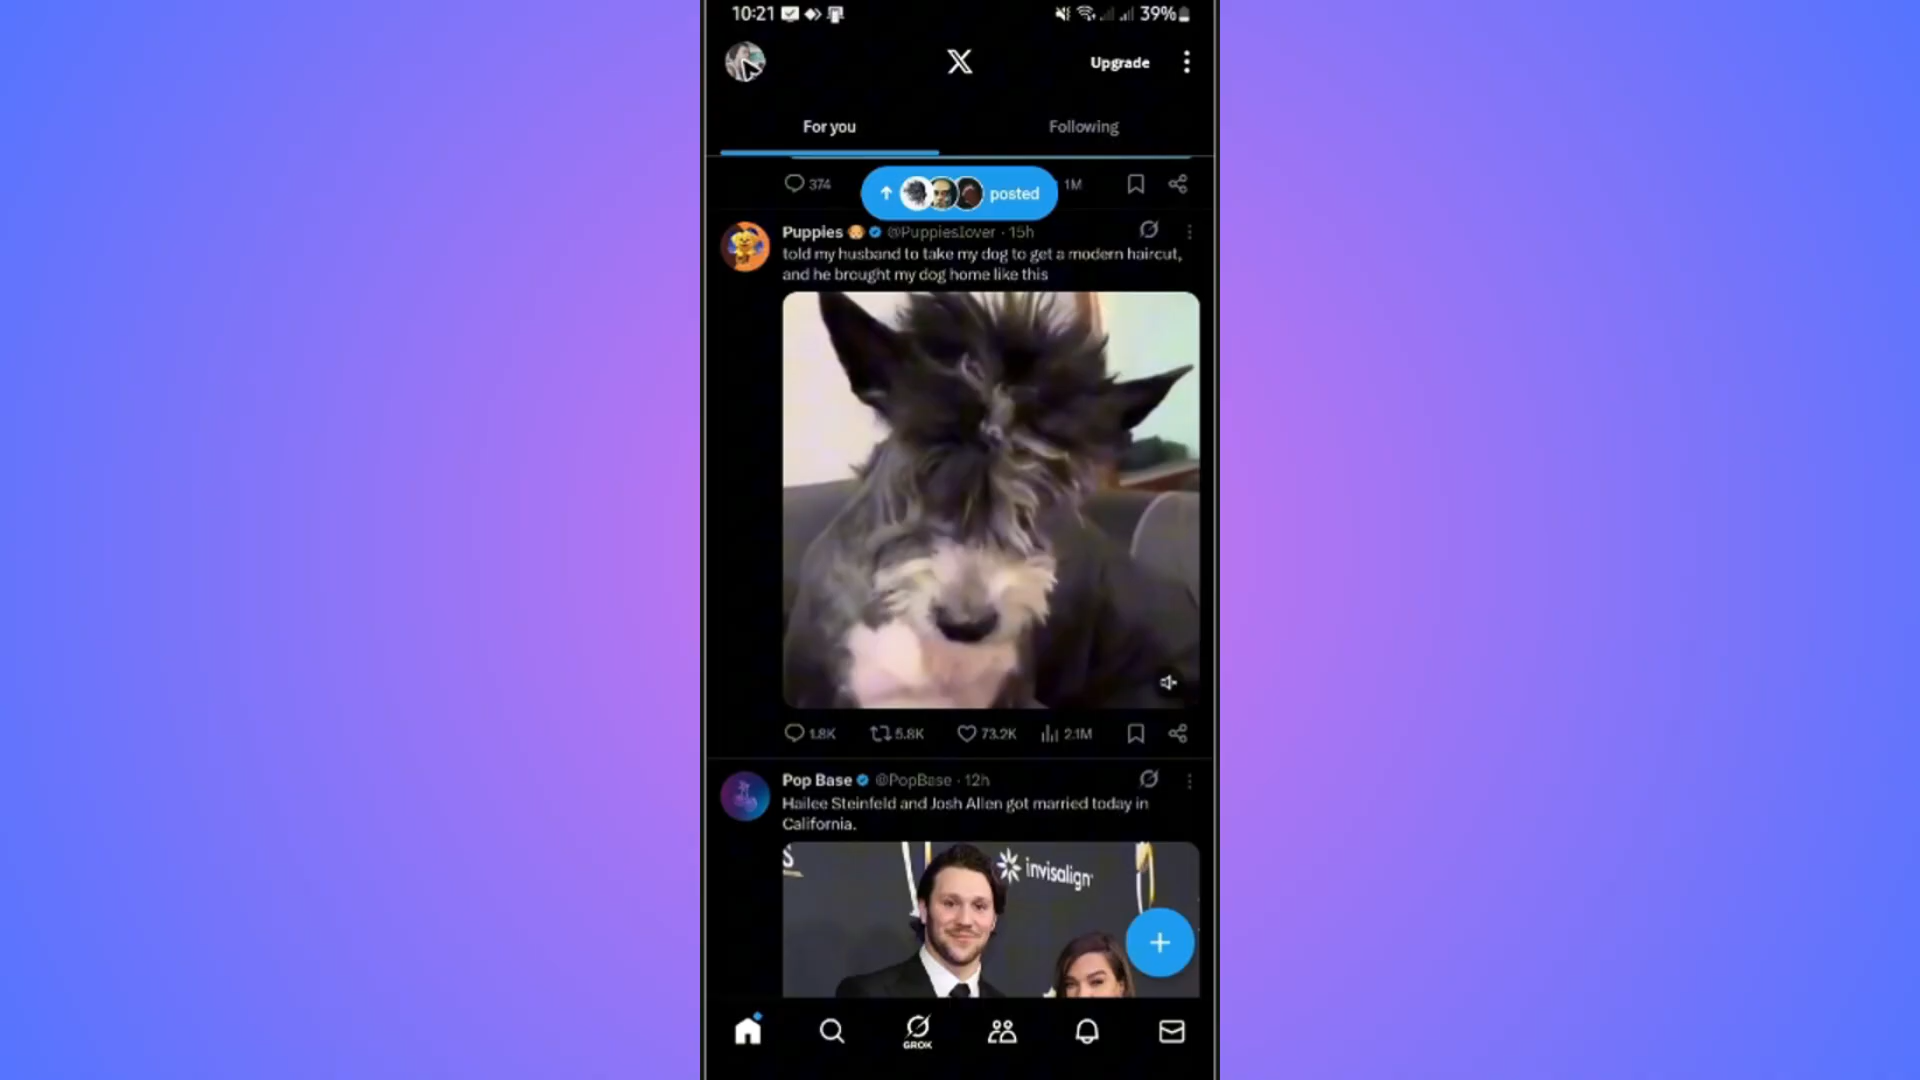 10:21
39%
Upgrade
For you
Following
374
posted
1M
Puppies @PuppiesIover · 15h
told my husband to take my dog to get a modern haircut,
and he brought my dog home like this
1.8K
5.8K
73.2K
2.1M
Pop Base @PopBase · 12h
Hailee Steinfeld and Josh Allen got married today in
California.
invisalign
GROK